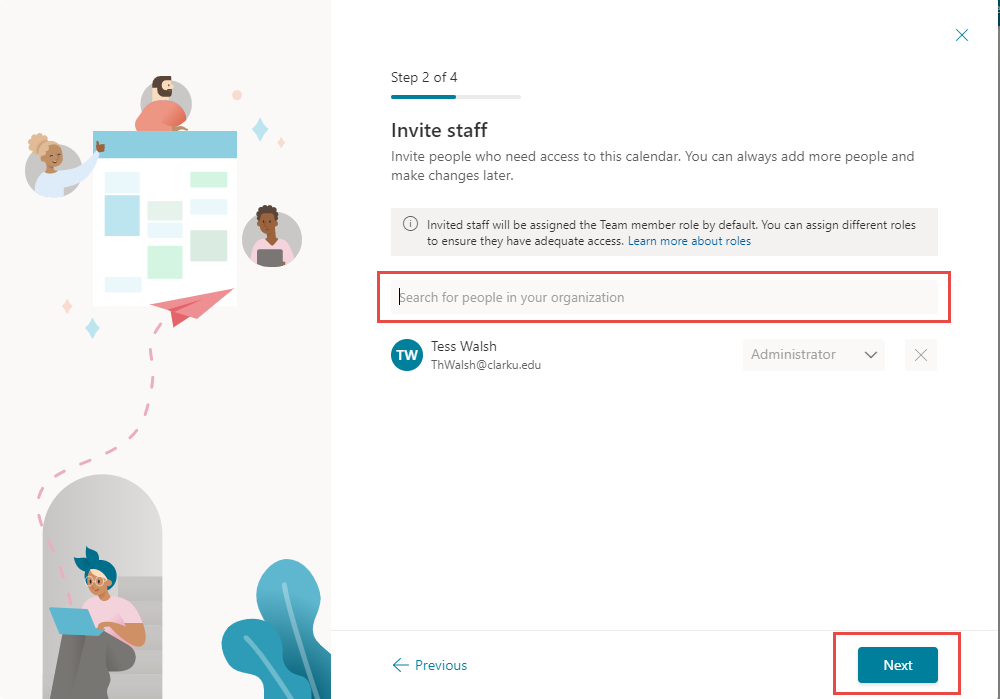 Step 2 of 4
Invite staff
Invite people who need access to this calendar. You can always add more people and
make changes later.
Invited staff will be assigned the Team member role by default. You can assign different roles
to ensure they have adequate access. Learn more about roles
Search for people in your organization
TW
Tess Walsh
ThWalsh@clarku.edu
Administrator
Previous
Next